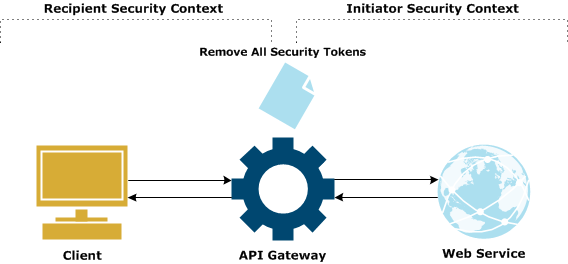 Recipient Security Context
Initiator Security Context
Remove All Security Tokens
Client
API Gateway
Web Service